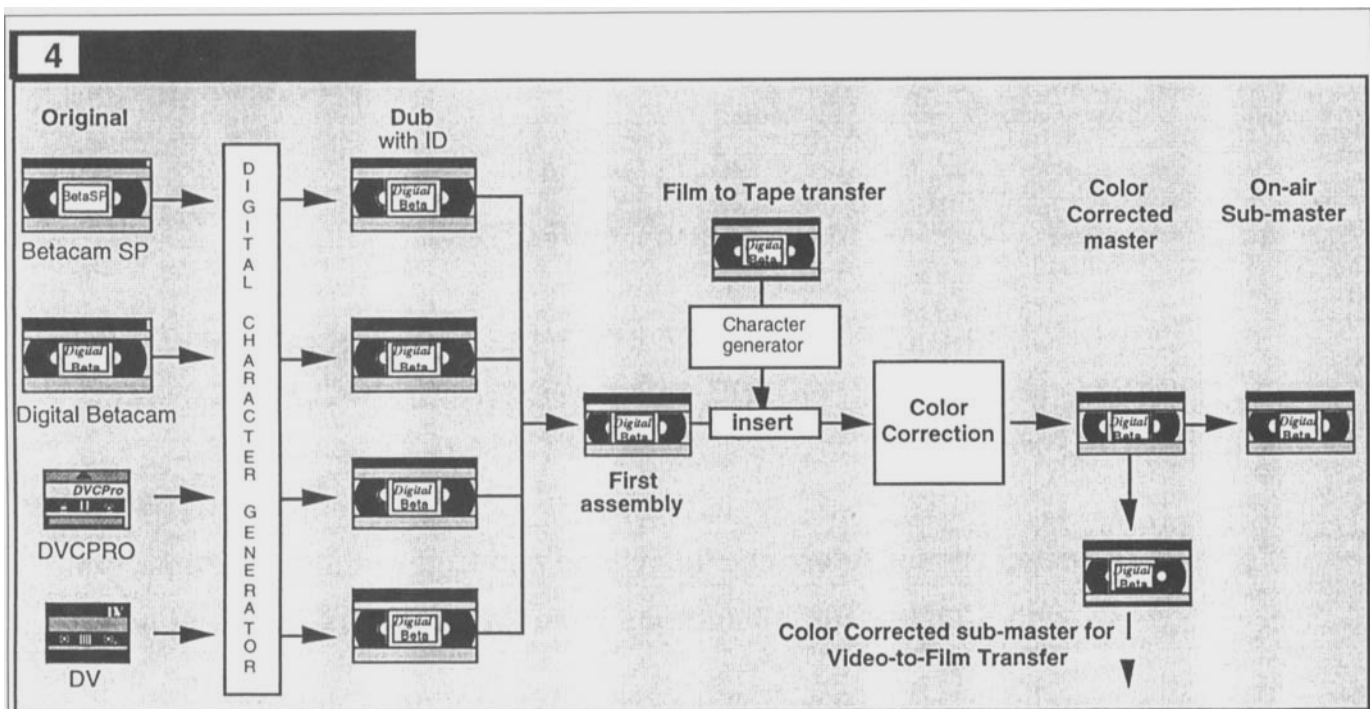 4
Original
BetaSP
Betacam SP
Digital
Beta
Digital Betacam
DVCPro
DVCPRO
DV
DV
DIGITAL CHARACTER GENERATOR
Dub
with ID
Digital
Beta
Digital
Beta
Digital
Beta
Digital
Beta
Digital
Beta
First
assembly
Film to Tape transfer
Digital
Beta
Character
generator
insert
Color
Correction
Color
Corrected
master
Digital
Beta
Digital
Beta
Color Corrected sub-master for
Video-to-Film Transfer
On-air
Sub-master
Digital
Beta